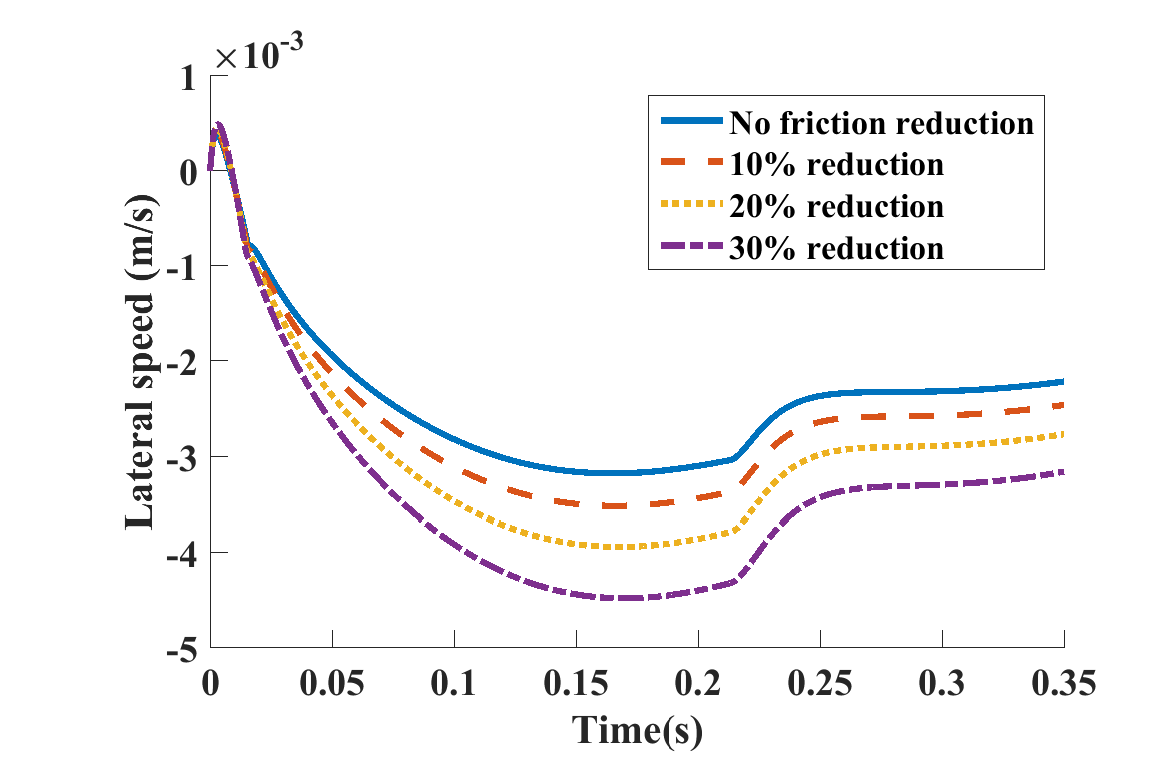 ×10-3
1
0
-1
-2
-3
-4
-5
Lateral speed (m/s)
No friction reduction
10% reduction
20% reduction
30% reduction
0 0.05 0.1 0.15 0.2 0.25 0.3 0.35
Time(s)